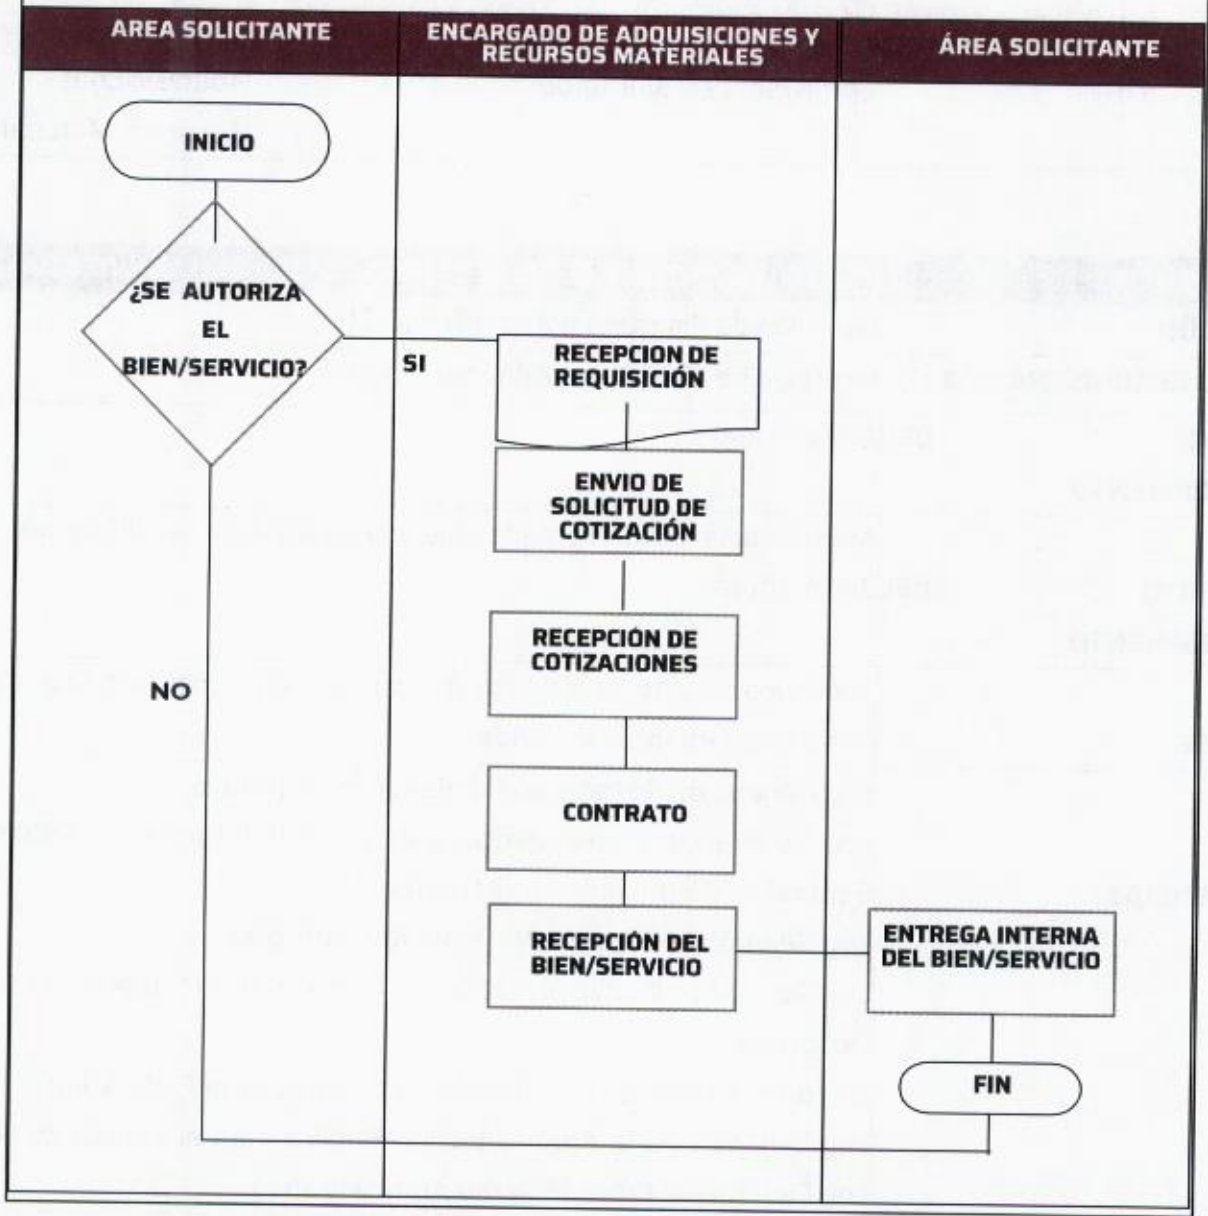 AREA SOLICITANTE
ENCARGADO DE ADQUISICIONES Y
RECURSOS MATERIALES
ÁREA SOLICITANTE
INICIO
¿SE AUTORIZA
EL
BIEN/SERVICIO?
SI
RECEPCION DE
REQUISICIÓN
ENVIO DE
SOLICITUD DE
COTIZACIÓN
RECEPCIÓN DE
COTIZACIONES
NO
CONTRATO
RECEPCIÓN DEL
BIEN/SERVICIO
ENTREGA INTERNA
DEL BIEN/SERVICIO
FIN